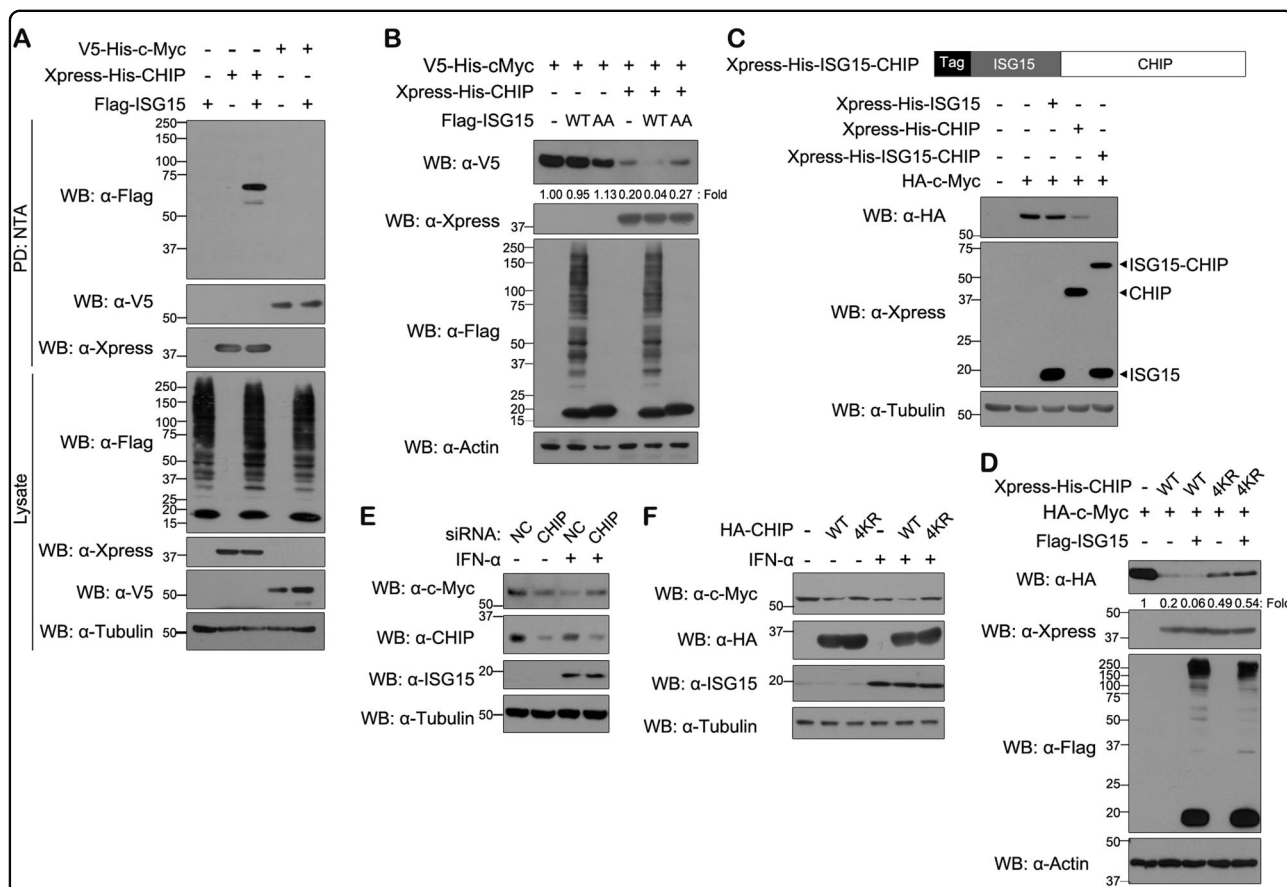 A
V5-His-c-Myc - - - + +
Xpress-His-CHIP - + + - -
Flag-ISG15 + - + - +
PD: NTA
WB: α-Flag
250
150
100
75
50
37
WB: α-V5
50
WB: α-Xpress
37
Lysate
WB: α-Flag
250
150
100
75
50
37
25
20
15
WB: α-Xpress
37
WB: α-V5
50
WB: α-Tubulin
50
B
V5-His-cMyc + + + + + +
Xpress-His-CHIP - - - + + +
Flag-ISG15 - WT AA - WT AA
WB: α-V5
1.00 0.95 1.13 0.20 0.04 0.27 : Fold
WB: α-Xpress
37
WB: α-Flag
250
150
100
75
50
37
25
20
15
WB: α-Actin
C
Xpress-His-ISG15-CHIP Tag ISG15 CHIP
Xpress-His-ISG15 +
Xpress-His-CHIP +
Xpress-His-ISG15-CHIP +
HA-c-Myc - + + + +
WB: α-HA
50
WB: α-Xpress
75
50
37
25
20
15
ISG15-CHIP
CHIP
ISG15
WB: α-Tubulin
50
D
Xpress-His-CHIP - WT WT 4KR 4KR
HA-c-Myc + + + + +
Flag-ISG15 - - + - +
WB: α-HA
1 0.2 0.06 0.49 0.54 : Fold
WB: α-Xpress
50
37
WB: α-Flag
250
150
100
75
50
37
25
20
15
WB: α-Actin
50
37
E
siRNA: NC CHIP NC CHIP
IFN-α - - + +
WB: α-c-Myc
50
WB: α-CHIP
37
WB: α-ISG15
20
WB: α-Tubulin
50
F
HA-CHIP - WT 4KR - WT 4KR
IFN-α - - - + + +
WB: α-c-Myc
50
WB: α-HA
37
WB: α-ISG15
20
WB: α-Tubulin